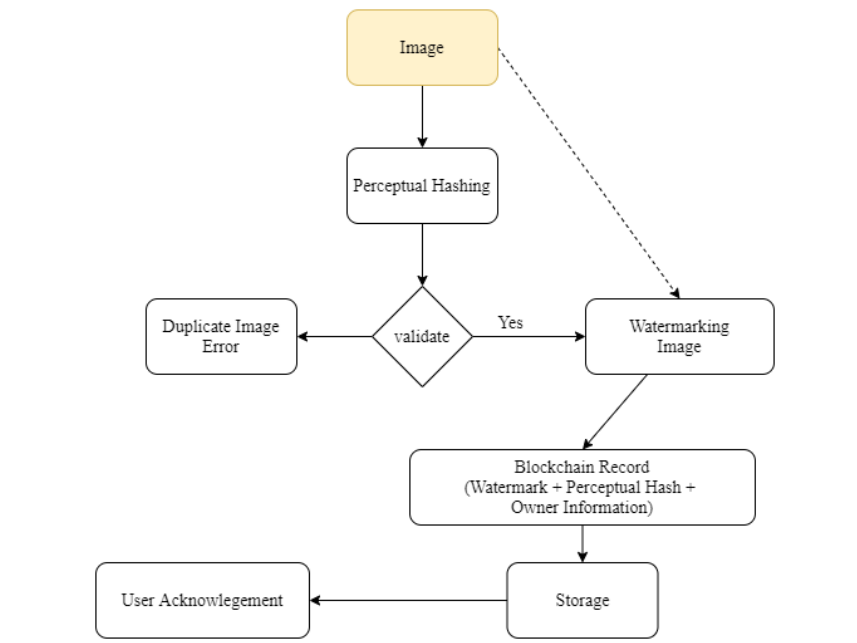 Image
Perceptual Hashing
Duplicate Image
Error
validate
Yes
Watermarking
Image
Blockchain Record
(Watermark + Perceptual Hash +
Owner Information)
User Acknowlegement
Storage